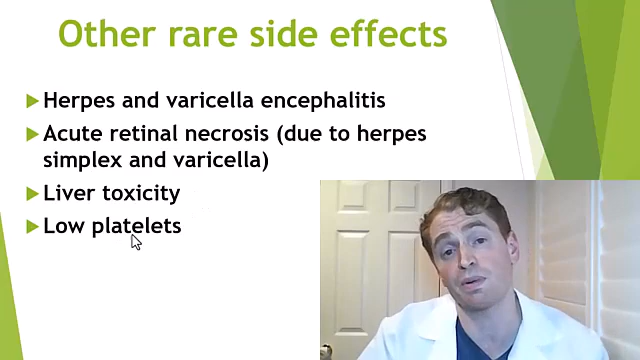 Other rare side effects
Herpes and varicella encephalitis
Acute retinal necrosis (due to herpes
simplex and varicella)
Liver toxicity
Low platelets